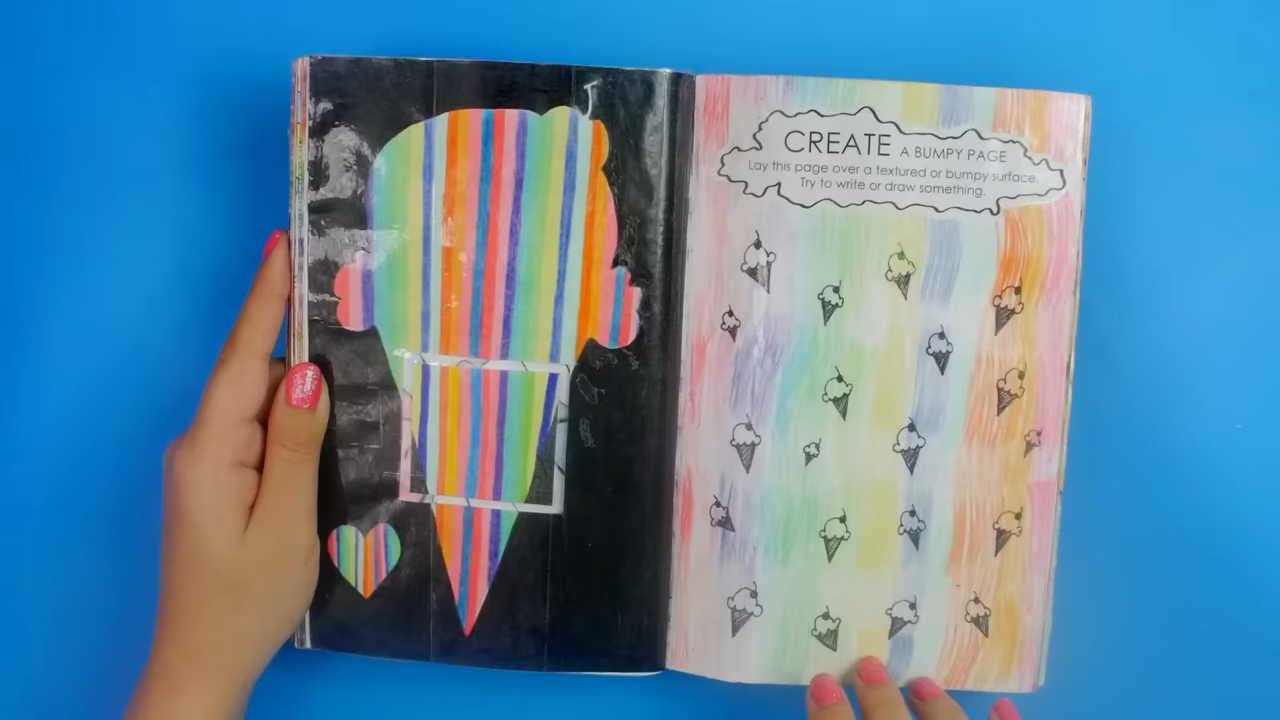 CREATE A BUMPY PAGE
Lay this page over a textured or bumpy surface.
Try to write or draw something.